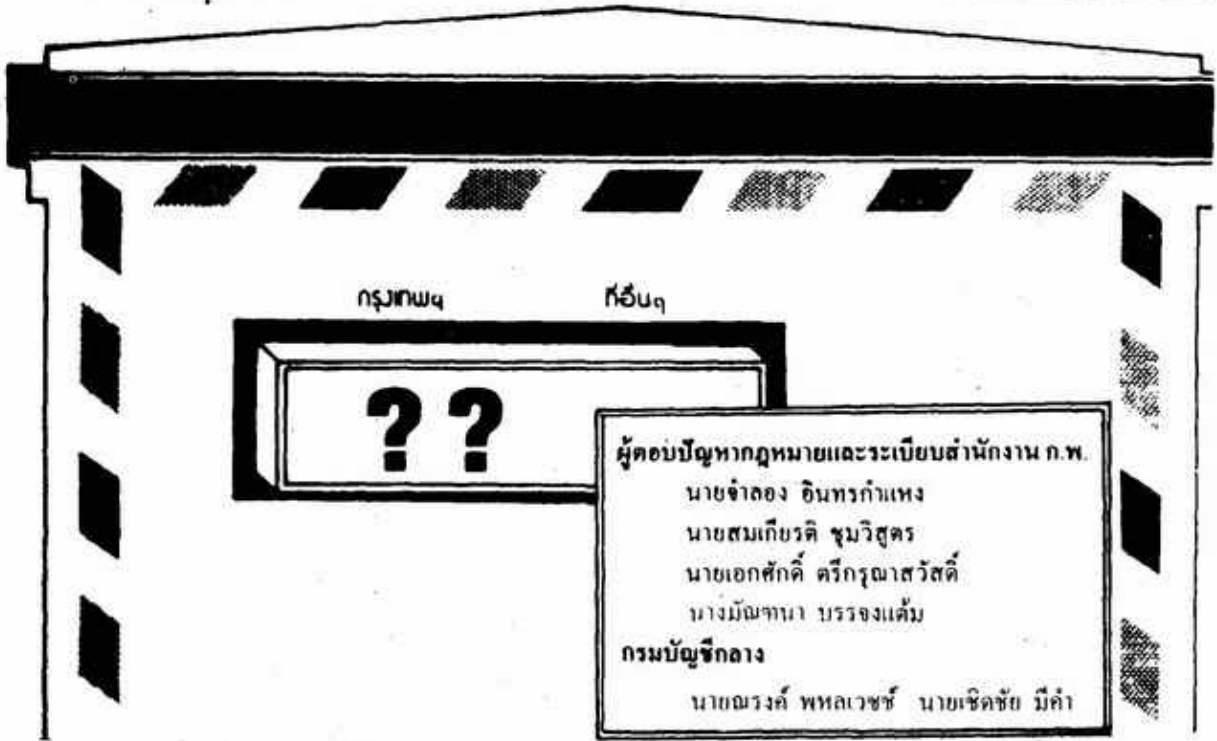 กรุงเทพฯ ที่อื่นๆ
??
ผู้ตอบปัญหากฎหมายและระเบียบสำนักงาน ก.พ.
นายจำลอง อินทรกำแหง
นายสมเกียรติ ชุมวิสูตร
นายเอกศักดิ์ ตรีกรุณาสวัสดิ์
นางมัณฑนา บรรจงแต้ม
กรมบัญชีกลาง
นายณรงค์ พหลเวชช์ นายเชิดชัย มีคำ